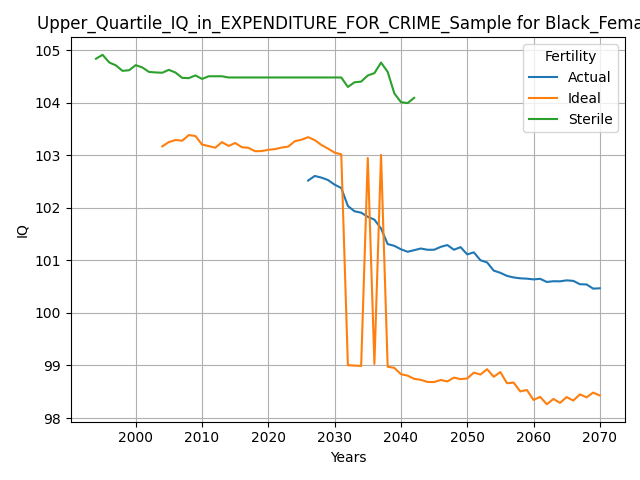 Upper_Quartile_IQ_in_EXPENDITURE_FOR_CRIME_Sample for Black_Fema
Fertility
Actual
Ideal
Sterile
IQ
105
104
103
102
101
100
99
98
2000 2010 2020 2030 2040 2050 2060 2070
Years